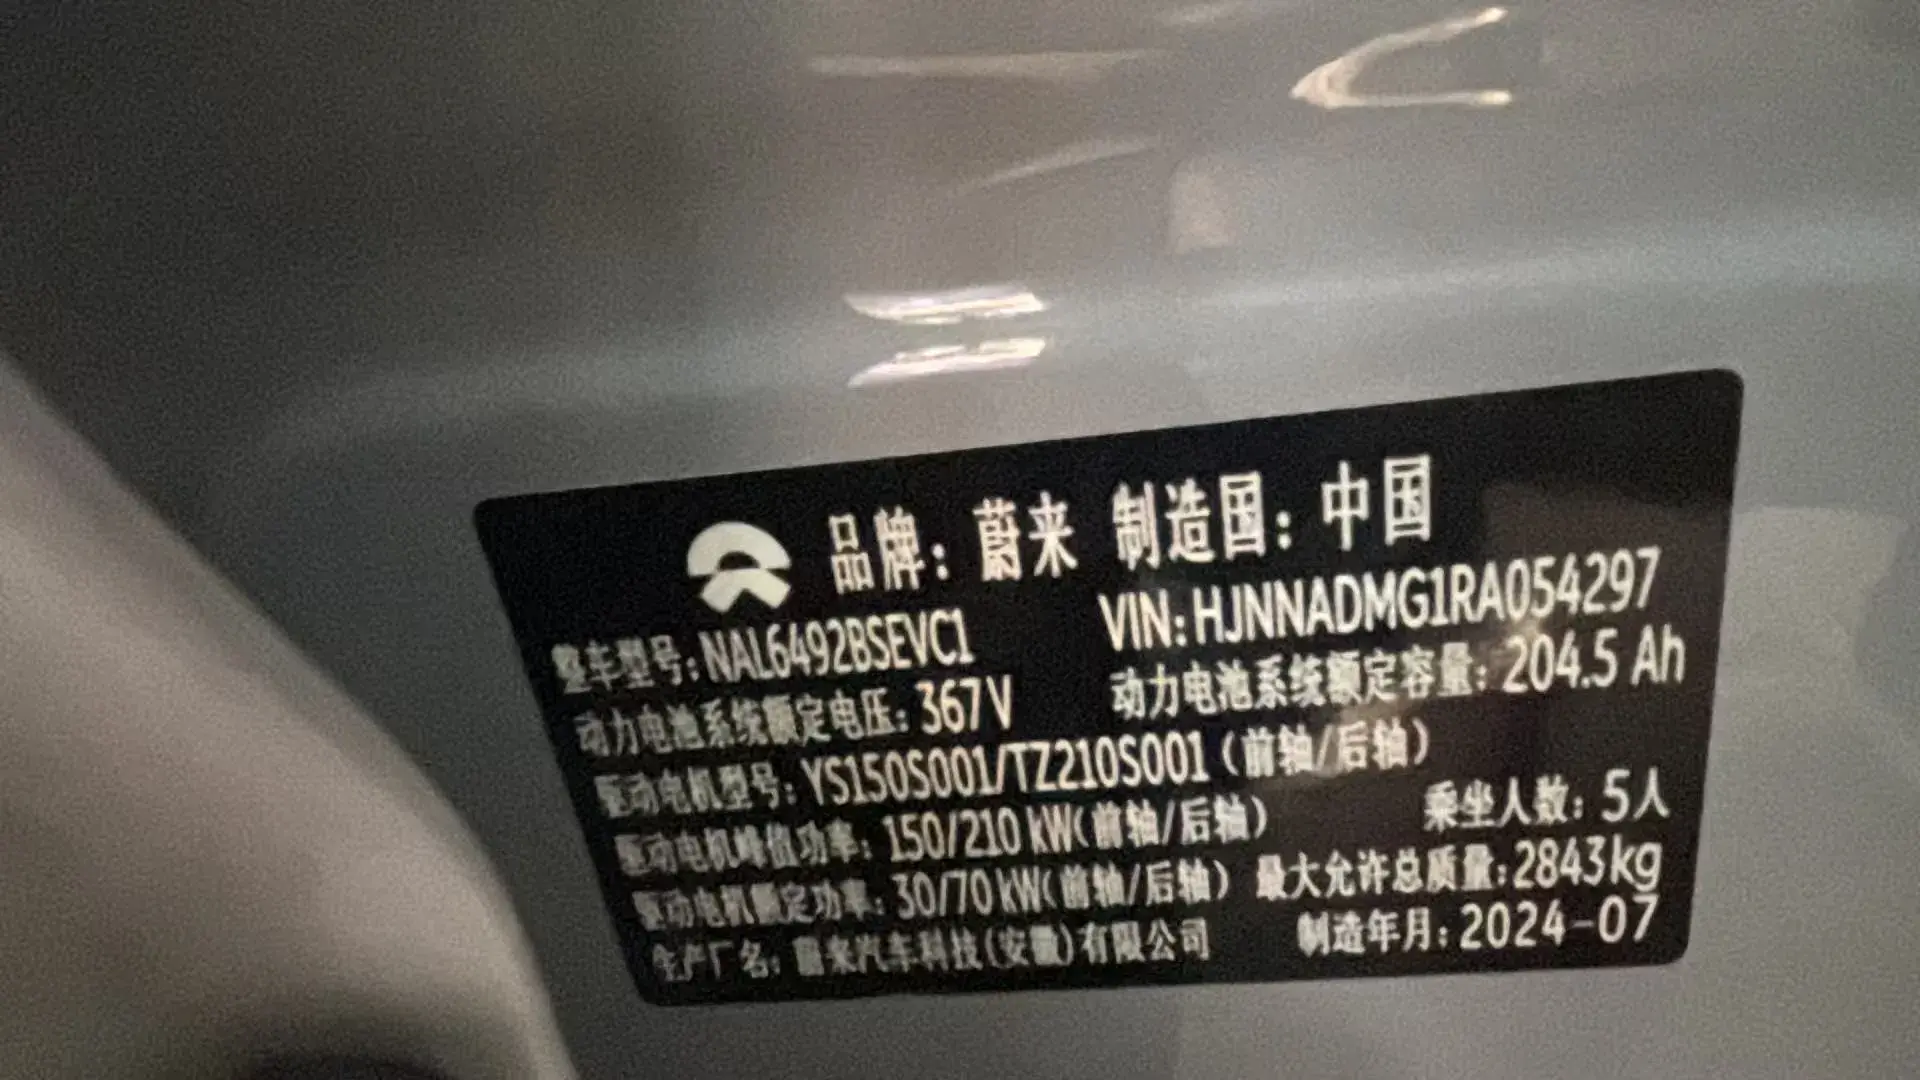 品牌：蔚来 制造国：中国
整车型号：NAL6492BSEVC1 VIN：HJNNADMG1RA054297
动力电池系统额定电压：367V 动力电池系统额定容量：204.5 Ah
驱动电机型号：YS150S001/TZ210S001（前轴/后轴）
驱动电机峰值功率：150/210 kW（前轴/后轴） 乘坐人数：5人
驱动电机额定功率：30/70 kW（前轴/后轴） 最大允许总质量：2843kg
生产厂名：蔚来汽车科技(安徽)有限公司 制造年月：2024-07